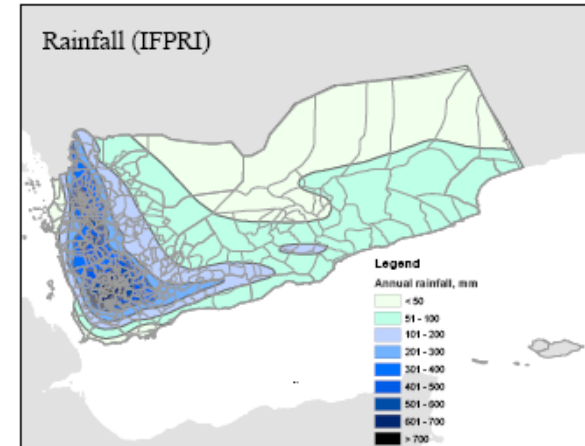 Rainfall (IFPRI)
Legend
Annual rainfall, mm
< 50
51 - 100
101 - 200
201 - 300
301 - 400
401 - 500
501 - 600
601 - 700
> 700